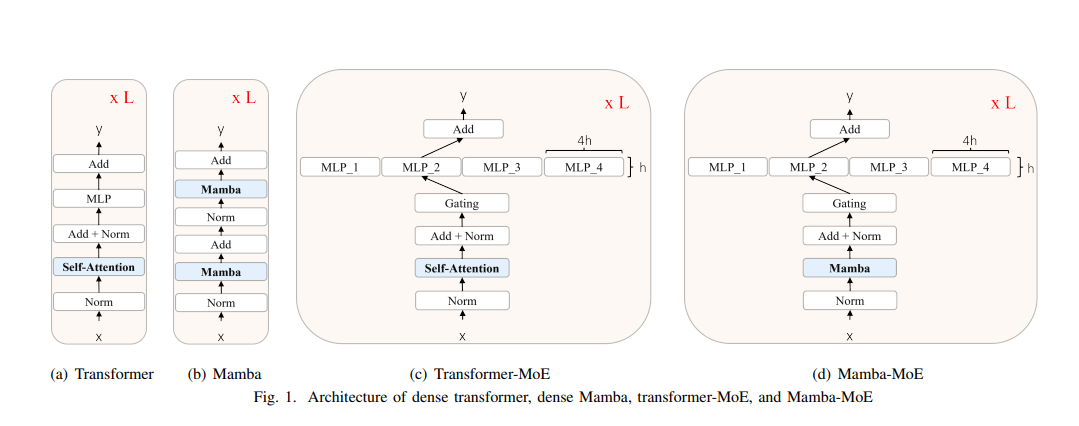 x L
y
Add
MLP
Add + Norm
Self-Attention
Norm
x
(a) Transformer
x L
y
Add
Mamba
Norm
Add
Mamba
Norm
x
(b) Mamba
x L
y
Add
4h
MLP_1 MLP_2 MLP_3 MLP_4 h
Gating
Add + Norm
Self-Attention
Norm
x
(c) Transformer-MoE
x L
y
Add
4h
MLP_1 MLP_2 MLP_3 MLP_4 h
Gating
Add + Norm
Mamba
Norm
x
(d) Mamba-MoE
Fig. 1. Architecture of dense transformer, dense Mamba, transformer-MoE, and Mamba-MoE